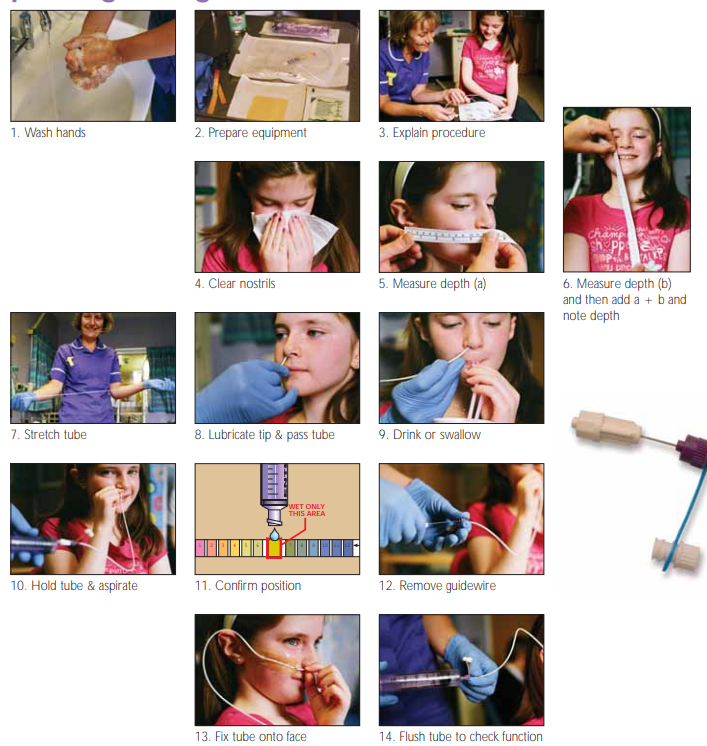 1. Wash hands
2. Prepare equipment
3. Explain procedure
4. Clear nostrils
5. Measure depth (a)
6. Measure depth (b)
and then add a + b and
note depth
7. Stretch tube
8. Lubricate tip & pass tube
9. Drink or swallow
10. Hold tube & aspirate
WET ONLY
THIS AREA
11. Confirm position
12. Remove guidewire
13. Fix tube onto face
14. Flush tube to check function